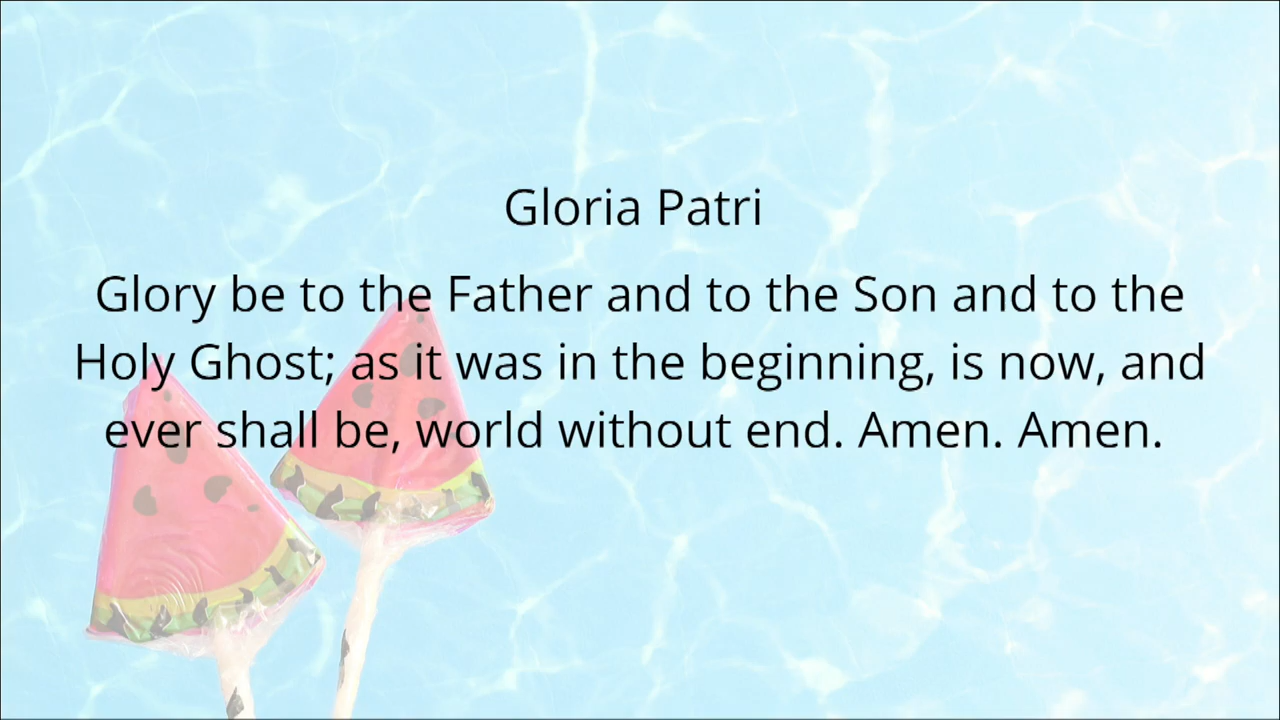 Gloria Patri
Glory be to the Father and to the Son and to the
Holy Ghost; as it was in the beginning, is now, and
ever shall be, world without end. Amen. Amen.